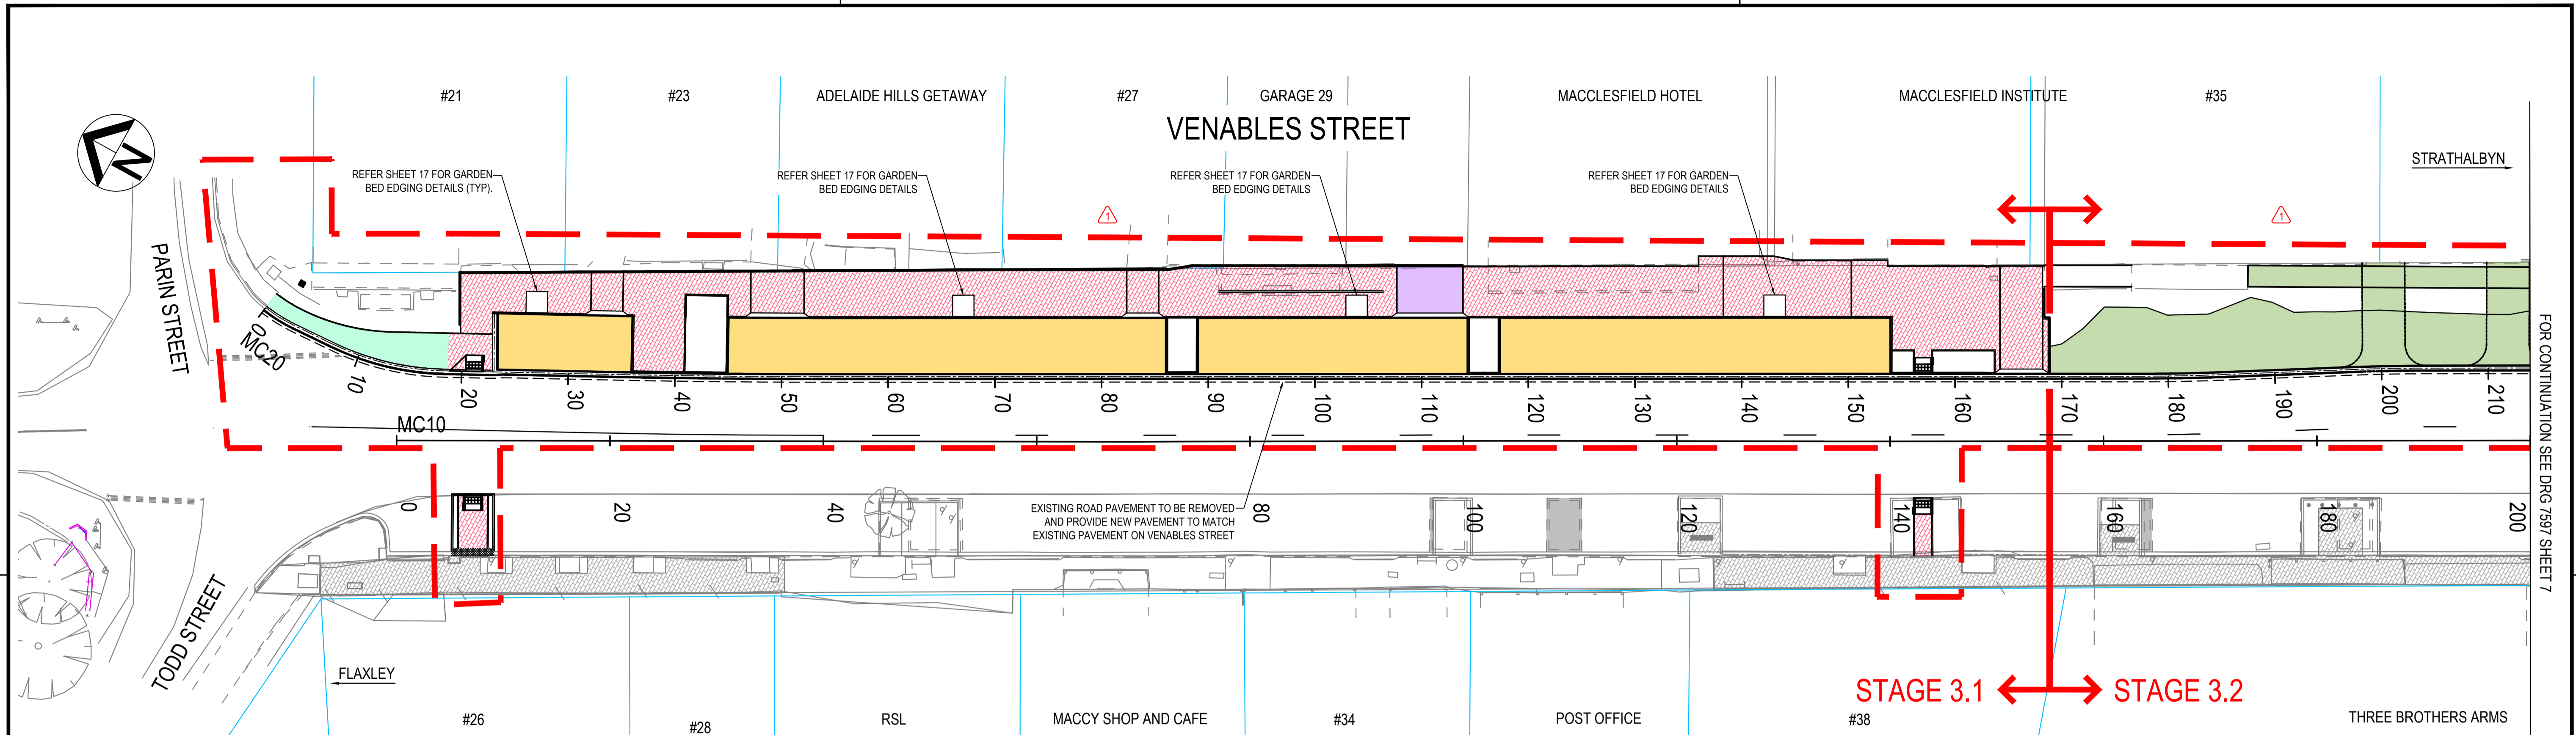 #21
#23
ADELAIDE HILLS GETAWAY
#27
GARAGE 29
MACCLESFIELD HOTEL
MACCLESFIELD INSTITUTE
#35
VENABLES STREET
N
STRATHALBYN
REFER SHEET 17 FOR GARDEN
BED EDGING DETAILS (TYP).
REFER SHEET 17 FOR GARDEN
BED EDGING DETAILS
REFER SHEET 17 FOR GARDEN
BED EDGING DETAILS
REFER SHEET 17 FOR GARDEN
BED EDGING DETAILS
1
1
PARIN STREET
0
MC20
10
20
30
40
50
60
70
80
90
100
110
120
130
140
150
160
170
180
190
200
210
MC10
0
20
40
80
100
120
140
160
180
200
EXISTING ROAD PAVEMENT TO BE REMOVED
AND PROVIDE NEW PAVEMENT TO MATCH
EXISTING PAVEMENT ON VENABLES STREET
FOR CONTINUATION SEE DRG 7597 SHEET 7
TODD STREET
FLAXLEY
STAGE 3.1
STAGE 3.2
#26
#28
RSL
MACCY SHOP AND CAFE
#34
POST OFFICE
#38
THREE BROTHERS ARMS